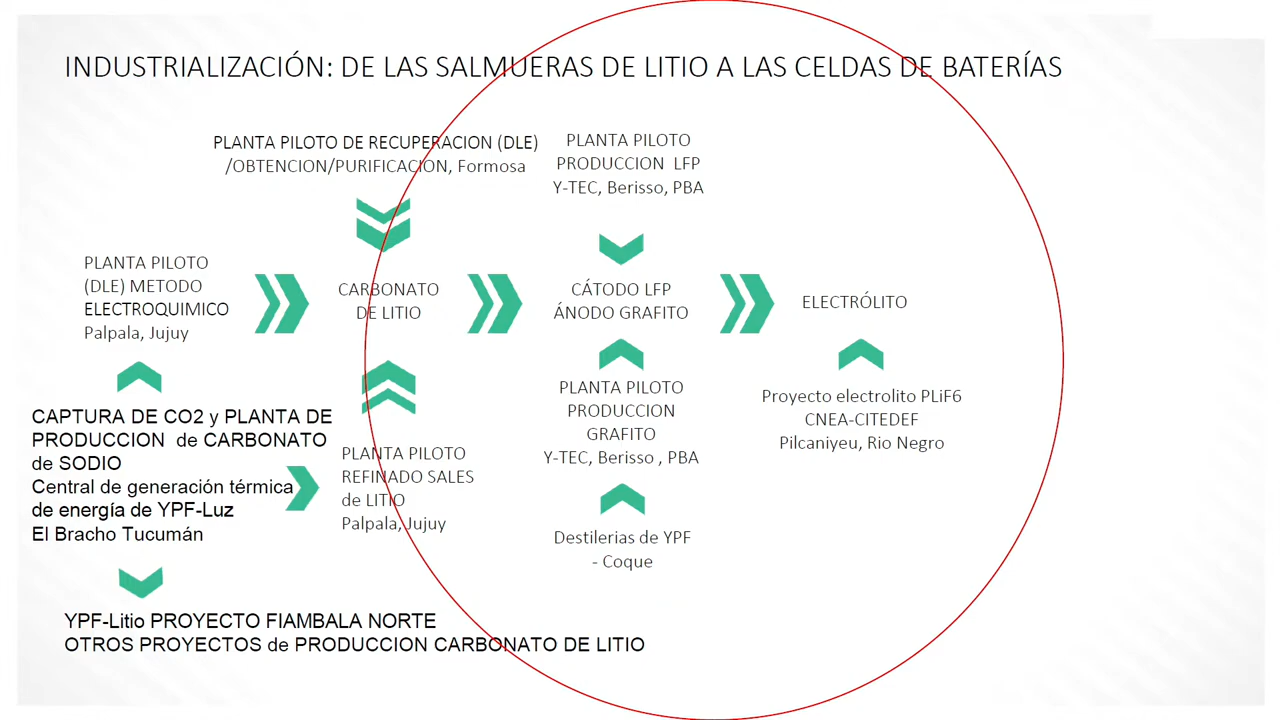 INDUSTRIALIZACIÓN: DE LAS SALMUERAS DE LITIO A LAS CELDAS DE BATERÍAS
PLANTA PILOTO DE RECUPERACION (DLE)
/OBTENCION/PURIFICACIÓN, Formosa
PLANTA PILOTO
PRODUCCION LFP
Y-TEC, Berisso, PBA
PLANTA PILOTO
(DLE) METODO
ELECTROQUIMICO
Palpala, Jujuy
CARBONATO
DE LITIO
CÁTODO LFP
ÁNODO GRAFITO
ELECTRÓLITO
CAPTURA DE CO2 y PLANTA DE
PRODUCCION de CARBONATO
de SODIO
Central de generación térmica
de energía de YPF-Luz
El Bracho Tucumán
PLANTA PILOTO
REFINADO SALES
de LITIO
Palpala, Jujuy
PLANTA PILOTO
PRODUCCION
GRAFITO
Y-TEC, Berisso , PBA
Destilerias de YPF
- Coque
Proyecto electrolito PLiF6
CNEA-CITEDEF
Pilcaniyeu, Rio Negro
YPF-Litio PROYECTO FIAMBALA NORTE
OTROS PROYECTOS de PRODUCCION CARBONATO DE LITIO